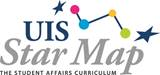 UIS
Star Map
THE STUDENT AFFAIRS CURRICULUM